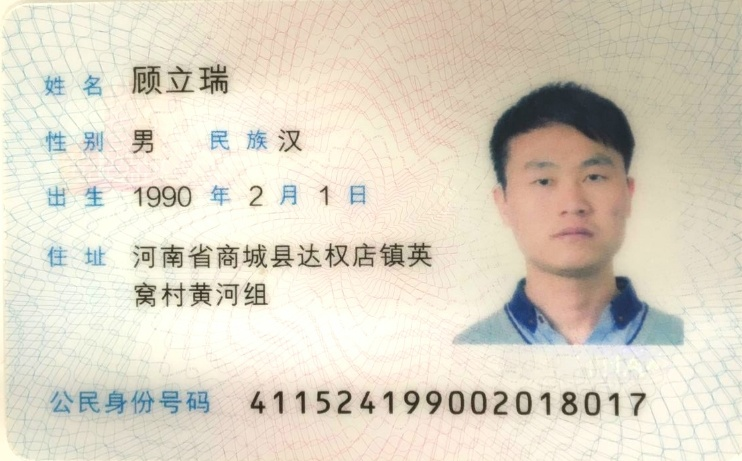 姓名 顾立瑞
性别 男 民族 汉
出生 1990 年 2 月 1 日
住址 河南省商城县达权店镇英
窝村黄河组
公民身份号码 411524199002018017